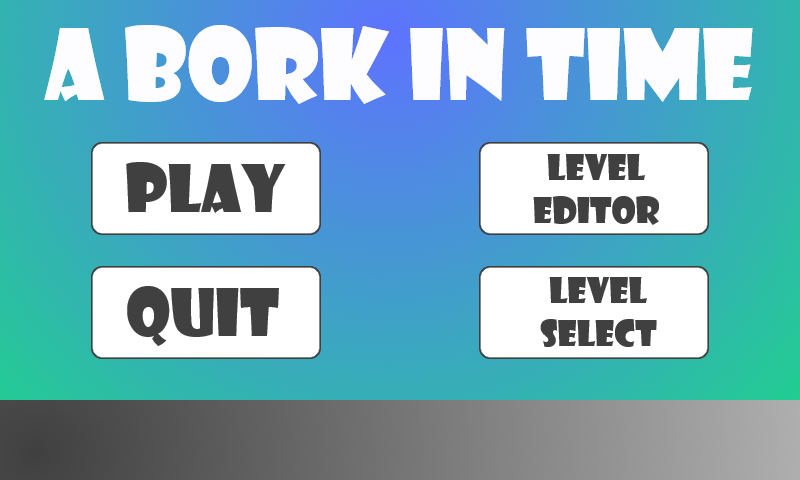 A BORK IN TIME
PLAY
LEVEL
EDITOR
QUIT
LEVEL
SELECT